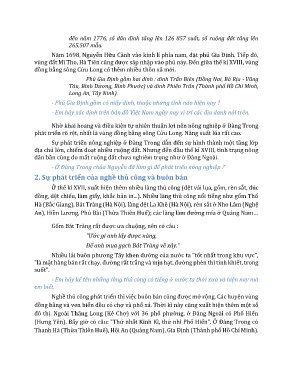 đến năm 1776, số dân đinh tăng lên 126 857 suất, số ruộng đất tăng lên
265.507 mẫu.
Năm 1698, Nguyễn Hữu Cảnh vào kinh lí phía nam, đặt phủ Gia Định. Tiếp đó,
vùng đất Mĩ Tho, Hà Tiên cũng được sáp nhập vào phủ này. Đến giữa thế kỉ XVIII, vùng
đồng bằng sông Cửu Long có thêm nhiều thôn xã mới.
Phủ Gia Định gồm hai dinh : dinh Trấn Biên (Đồng Nai, Bà Rịa - Vũng
Tàu, Bình Dương, Bình Phước) và dinh Phiên Trấn (Thành phố Hồ Chí Minh,
Long An, Tây Ninh).
- Phủ Gia Định gồm có mấy dinh, thuộc những tỉnh nào hiện nay ?
- Em hãy xác định trên bản đồ Việt Nam ngày nay vị trí các địa danh nói trên.
Nhờ khai hoang và điều kiện tự nhiên thuận lợi nên nông nghiệp ở Đàng Trong
phát triển rõ rệt, nhất là vùng đồng bằng sông Cửu Long. Năng suất lúa rất cao.
Sự phát triển nông nghiệp ở Đàng Trong dẫn đến sự hình thành một tầng lớp
địa chủ lớn, chiếm đoạt nhiều ruộng đất. Nhưng đến đầu thế kỉ XVIII, tình trạng nông
dân bần cùng do mất ruộng đất chưa nghiêm trọng như ở Đàng Ngoài.
- Ở Đàng Trong chúa Nguyễn đã làm gì để phát triển nông nghiệp ?
2. Sự phát triển của nghề thủ công và buôn bán
Ở thế kỉ XVII, xuất hiện thêm nhiều làng thủ công (dệt vải lụa, gốm, rèn sắt, đúc
đồng, dệt chiếu, làm giấy, khắc bản in...). Nhiều làng thủ công nổi tiếng như gốm Thổ
Hà (Bắc Giang), Bát Tràng (Hà Nội), làng dệt La Khê (Hà Nội), rèn sắt ở Nho Lâm (Nghệ
An), Hiền Lương, Phú Bài (Thừa Thiên Huế); các làng làm đường mía ở Quảng Nam...
Gốm Bát Tràng rất được ưa chuộng, nên có câu :
"Ước gì anh lấy được nàng,
Để anh mua gạch Bát Tràng về xây."
Nhiều lái buôn phương Tây khen đường của nước ta "tốt nhất trong khu vực",
"là mặt hàng bán rất chạy, đường rất trắng và mịn hạt, đường phèn thì tinh khiết, trong
suốt".
- Em hãy kể tên những làng thủ công có tiếng ở nước ta thời xưa và hiện nay mà
em biết.
Nghề thủ công phát triển thì việc buôn cũng được mở rộng. Các huyện vùng
đồng bằng và ven biển đều có chợ và phố xá. Thời kì này cũng xuất hiện thêm một số
đô thị. Ngoài Thăng Long (Kẻ Chợ) với 36 phố phường, ở Đàng Ngoài có Phố Hiến
(Hưng Yên). Bấy giờ có câu: "Thứ nhất Kinh Kì, thứ nhì Phố Hiến". Ở Đàng Trong có
Thanh Hà (Thừa Thiên Huế), Hội An (Quảng Nam), Gia Định (Thành phố Hồ Chí Minh).